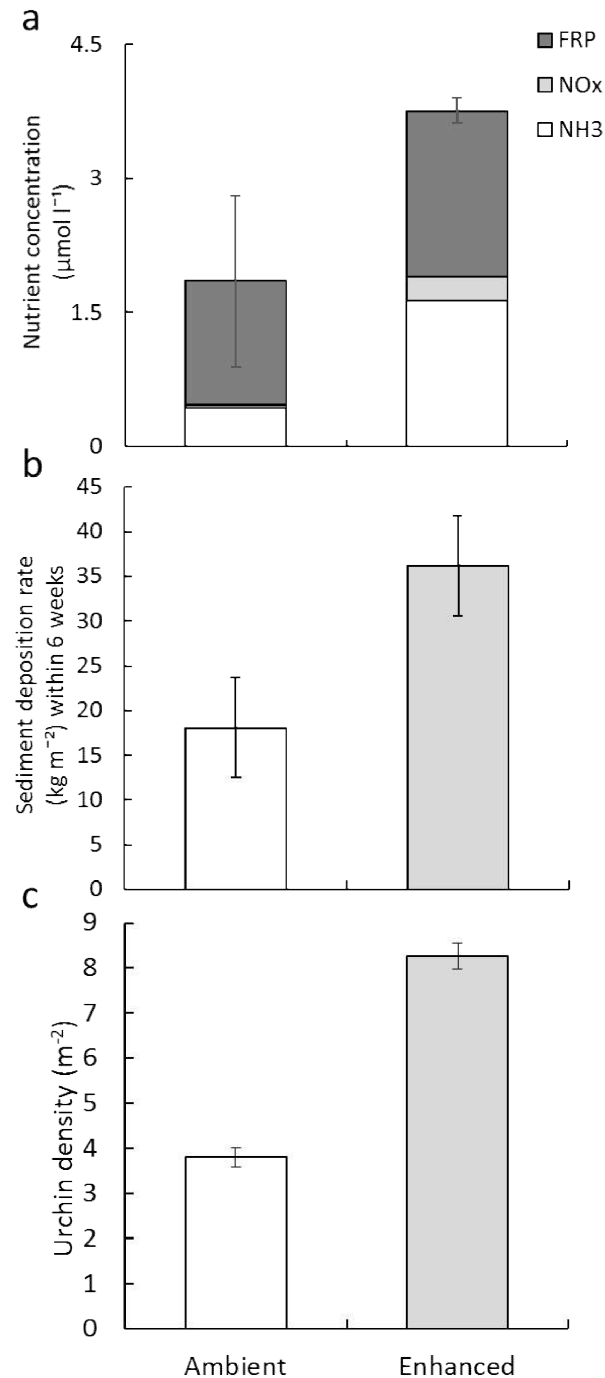 a
4.5
3
1.5
0
Nutrient concentration
(µmol l⁻¹)
FRP
NOx
NH3
b
45
40
35
30
25
20
15
10
5
0
Sediment deposition rate
(kg m⁻²) within 6 weeks
c
9
8
7
6
5
4
3
2
1
0
Urchin density (m⁻²)
Ambient
Enhanced